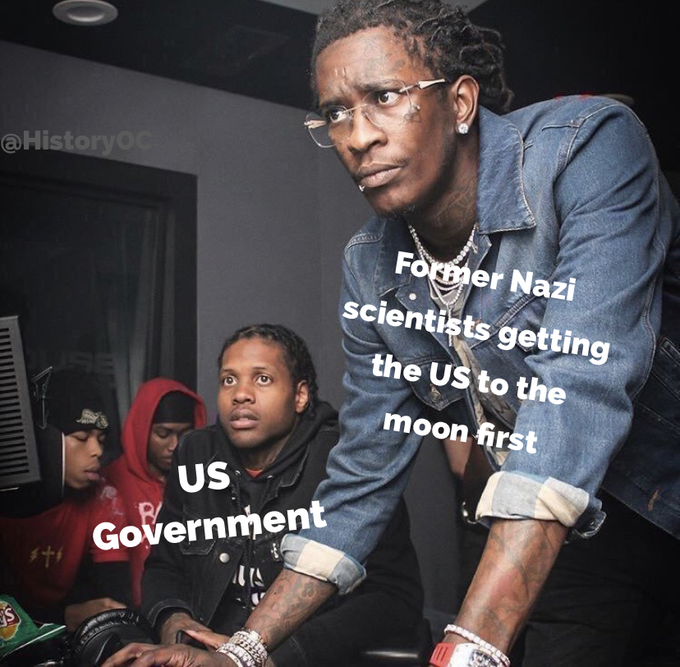 @HistoryOC
Former Nazi
scientists getting
the US to the
moon first
US
Government